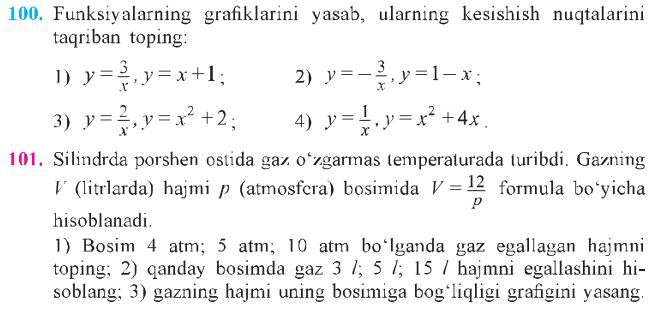 100. Funksiyalarning grafiklarini yasab, ularning kesishish nuqtalarini
taqriban toping:
1) y = 3/x, y = x + 1;   2) y = − 3/x, y = 1 − x;
3) y = 2/x, y = x² + 2;   4) y = 1/x, y = x² + 4x.
101. Silindrda porshen ostida gaz o‘zgarmas temperaturada turibdi. Gazning
V (litrlarda) hajmi p (atmosfera) bosimida V = 12/p formula bo‘yicha
hisoblanadi.
1) Bosim 4 atm; 5 atm; 10 atm bo‘lganda gaz egallagan hajmni
toping; 2) qanday bosimda gaz 3 l; 5 l; 15 l hajmni egallashini hi-
soblang; 3) gazning hajmi uning bosimiga bog‘liqligi grafigini yasang.